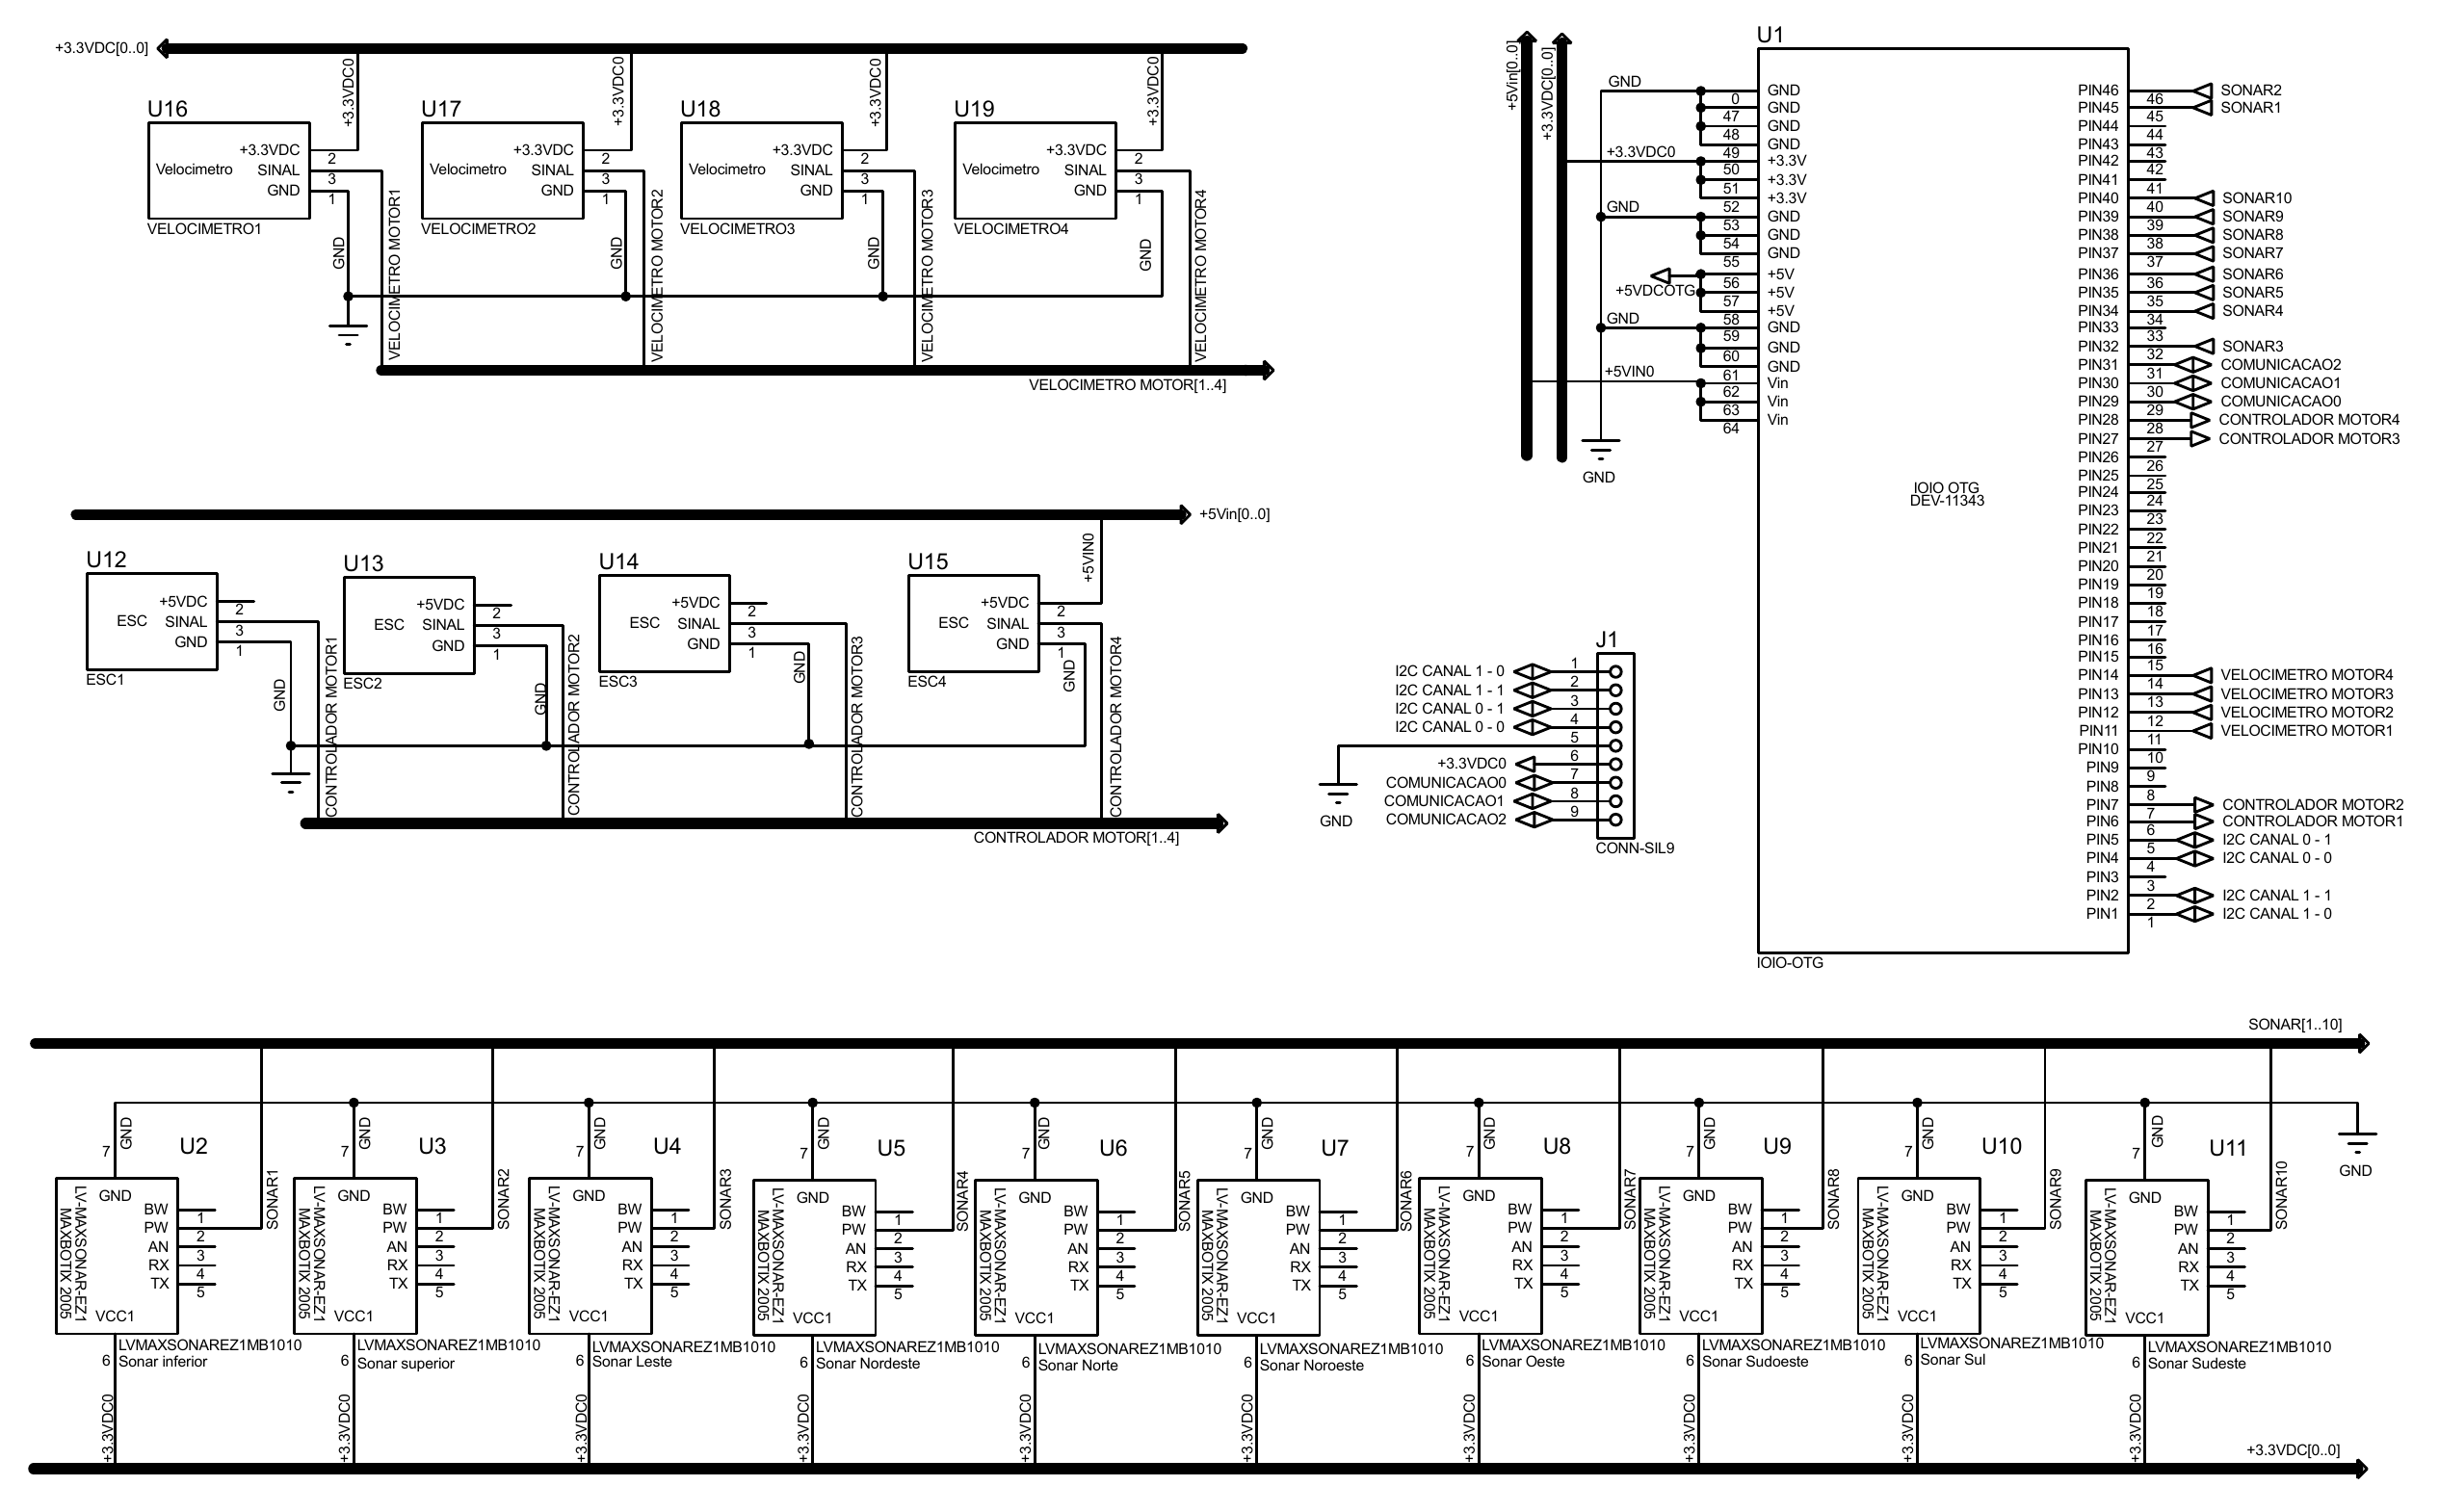 +3.3VDC[0..0]
+3.3VDC0
+3.3VDC0
+3.3VDC0
+3.3VDC0
U16
U17
U18
U19
Velocimetro +3.3VDC 2
SINAL 3
GND 1
Velocimetro +3.3VDC 2
SINAL 3
GND 1
Velocimetro +3.3VDC 2
SINAL 3
GND 1
Velocimetro +3.3VDC 2
SINAL 3
GND 1
VELOCIMETRO1
VELOCIMETRO2
VELOCIMETRO3
VELOCIMETRO4
GND
VELOCIMETRO MOTOR1
GND
VELOCIMETRO MOTOR2
GND
VELOCIMETRO MOTOR3
GND
VELOCIMETRO MOTOR4
VELOCIMETRO MOTOR[1..4]
+5Vin[0..0]
U12
U13
U14
U15
+5VIN0
ESC +5VDC 2
SINAL 3
GND 1
ESC +5VDC 2
SINAL 3
GND 1
ESC +5VDC 2
SINAL 3
GND 1
ESC +5VDC 2
SINAL 3
GND 1
ESC1
ESC2
ESC3
ESC4
GND
CONTROLADOR MOTOR1
GND
CONTROLADOR MOTOR2
GND
CONTROLADOR MOTOR3
GND
CONTROLADOR MOTOR4
CONTROLADOR MOTOR[1..4]
+5Vin[0..0]
+3.3VDC[0..0]
U1
GND
+3.3VDC0
GND
+5VDCOTG
GND
+5VIN0
GND
0 GND
47 GND
48 GND
49 GND
50 +3.3V
51 +3.3V
52 +3.3V
53 GND
54 GND
55 GND
56 +5V
57 +5V
58 +5V
59 GND
60 GND
61 GND
62 Vin
63 Vin
64 Vin
IOIO OTG
DEV-11343
PIN46 46 SONAR2
PIN45 45 SONAR1
PIN44 44
PIN43 43
PIN42 42
PIN41 41
PIN40 40 SONAR10
PIN39 39 SONAR9
PIN38 38 SONAR8
PIN37 37 SONAR7
PIN36 36 SONAR6
PIN35 35 SONAR5
PIN34 34 SONAR4
PIN33 33
PIN32 32 SONAR3
PIN31 31 COMUNICACAO2
PIN30 30 COMUNICACAO1
PIN29 29 COMUNICACAO0
PIN28 28 CONTROLADOR MOTOR4
PIN27 27 CONTROLADOR MOTOR3
PIN26 26
PIN25 25
PIN24 24
PIN23 23
PIN22 22
PIN21 21
PIN20 20
PIN19 19
PIN18 18
PIN17 17
PIN16 16
PIN15 15
PIN14 14 VELOCIMETRO MOTOR4
PIN13 13 VELOCIMETRO MOTOR3
PIN12 12 VELOCIMETRO MOTOR2
PIN11 11 VELOCIMETRO MOTOR1
PIN10 10
PIN9 9
PIN8 8
PIN7 7 CONTROLADOR MOTOR2
PIN6 6 CONTROLADOR MOTOR1
PIN5 5 I2C CANAL 0 - 1
PIN4 4 I2C CANAL 0 - 0
PIN3 3
PIN2 2 I2C CANAL 1 - 1
PIN1 1 I2C CANAL 1 - 0
IOIO-OTG
J1
I2C CANAL 1 - 0 1
I2C CANAL 1 - 1 2
I2C CANAL 0 - 1 3
I2C CANAL 0 - 0 4
5
+3.3VDC0 6
COMUNICACAO0 7
COMUNICACAO1 8
COMUNICACAO2 9
GND
CONN-SIL9
SONAR[1..10]
GND
7 GND U2 SONAR1
LV-MAXSONAR-EZ1
MAXBOTIX 2005
GND
BW 1
PW 2
AN 3
RX 4
TX 5
VCC1
LVMAXSONAREZ1MB1010
6 Sonar inferior
+3.3VDC0
7 GND U3 SONAR2
LV-MAXSONAR-EZ1
MAXBOTIX 2005
GND
BW 1
PW 2
AN 3
RX 4
TX 5
VCC1
LVMAXSONAREZ1MB1010
6 Sonar superior
+3.3VDC0
7 GND U4 SONAR3
LV-MAXSONAR-EZ1
MAXBOTIX 2005
GND
BW 1
PW 2
AN 3
RX 4
TX 5
VCC1
LVMAXSONAREZ1MB1010
6 Sonar Leste
+3.3VDC0
7 GND U5 SONAR4
LV-MAXSONAR-EZ1
MAXBOTIX 2005
GND
BW 1
PW 2
AN 3
RX 4
TX 5
VCC1
LVMAXSONAREZ1MB1010
6 Sonar Nordeste
+3.3VDC0
7 GND U6 SONAR5
LV-MAXSONAR-EZ1
MAXBOTIX 2005
GND
BW 1
PW 2
AN 3
RX 4
TX 5
VCC1
LVMAXSONAREZ1MB1010
6 Sonar Norte
+3.3VDC0
7 GND U7 SONAR6
LV-MAXSONAR-EZ1
MAXBOTIX 2005
GND
BW 1
PW 2
AN 3
RX 4
TX 5
VCC1
LVMAXSONAREZ1MB1010
6 Sonar Noroeste
+3.3VDC0
7 GND U8 SONAR7
LV-MAXSONAR-EZ1
MAXBOTIX 2005
GND
BW 1
PW 2
AN 3
RX 4
TX 5
VCC1
LVMAXSONAREZ1MB1010
6 Sonar Oeste
+3.3VDC0
7 GND U9 SONAR8
LV-MAXSONAR-EZ1
MAXBOTIX 2005
GND
BW 1
PW 2
AN 3
RX 4
TX 5
VCC1
LVMAXSONAREZ1MB1010
6 Sonar Sudoeste
+3.3VDC0
7 GND U10 SONAR9
LV-MAXSONAR-EZ1
MAXBOTIX 2005
GND
BW 1
PW 2
AN 3
RX 4
TX 5
VCC1
LVMAXSONAREZ1MB1010
6 Sonar Sul
+3.3VDC0
7 GND U11 SONAR10
LV-MAXSONAR-EZ1
MAXBOTIX 2005
GND
BW 1
PW 2
AN 3
RX 4
TX 5
VCC1
LVMAXSONAREZ1MB1010
6 Sonar Sudeste
+3.3VDC0
+3.3VDC[0..0]